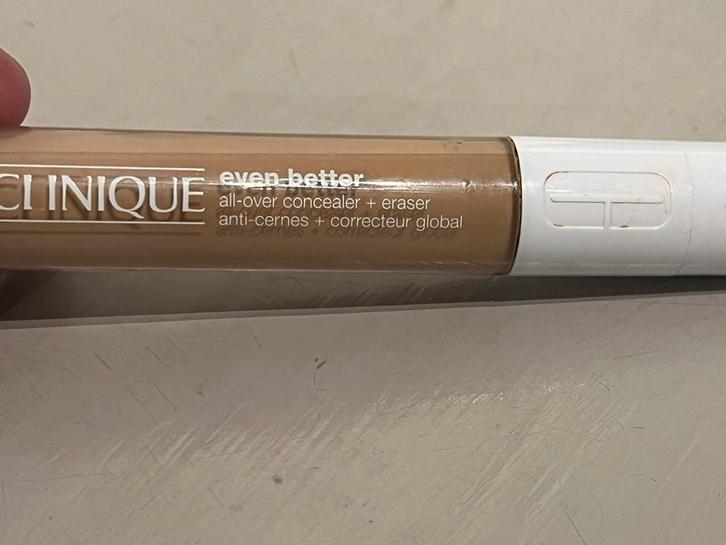 CLINIQUE
even better
all-over concealer + eraser
anti-cernes + correcteur global